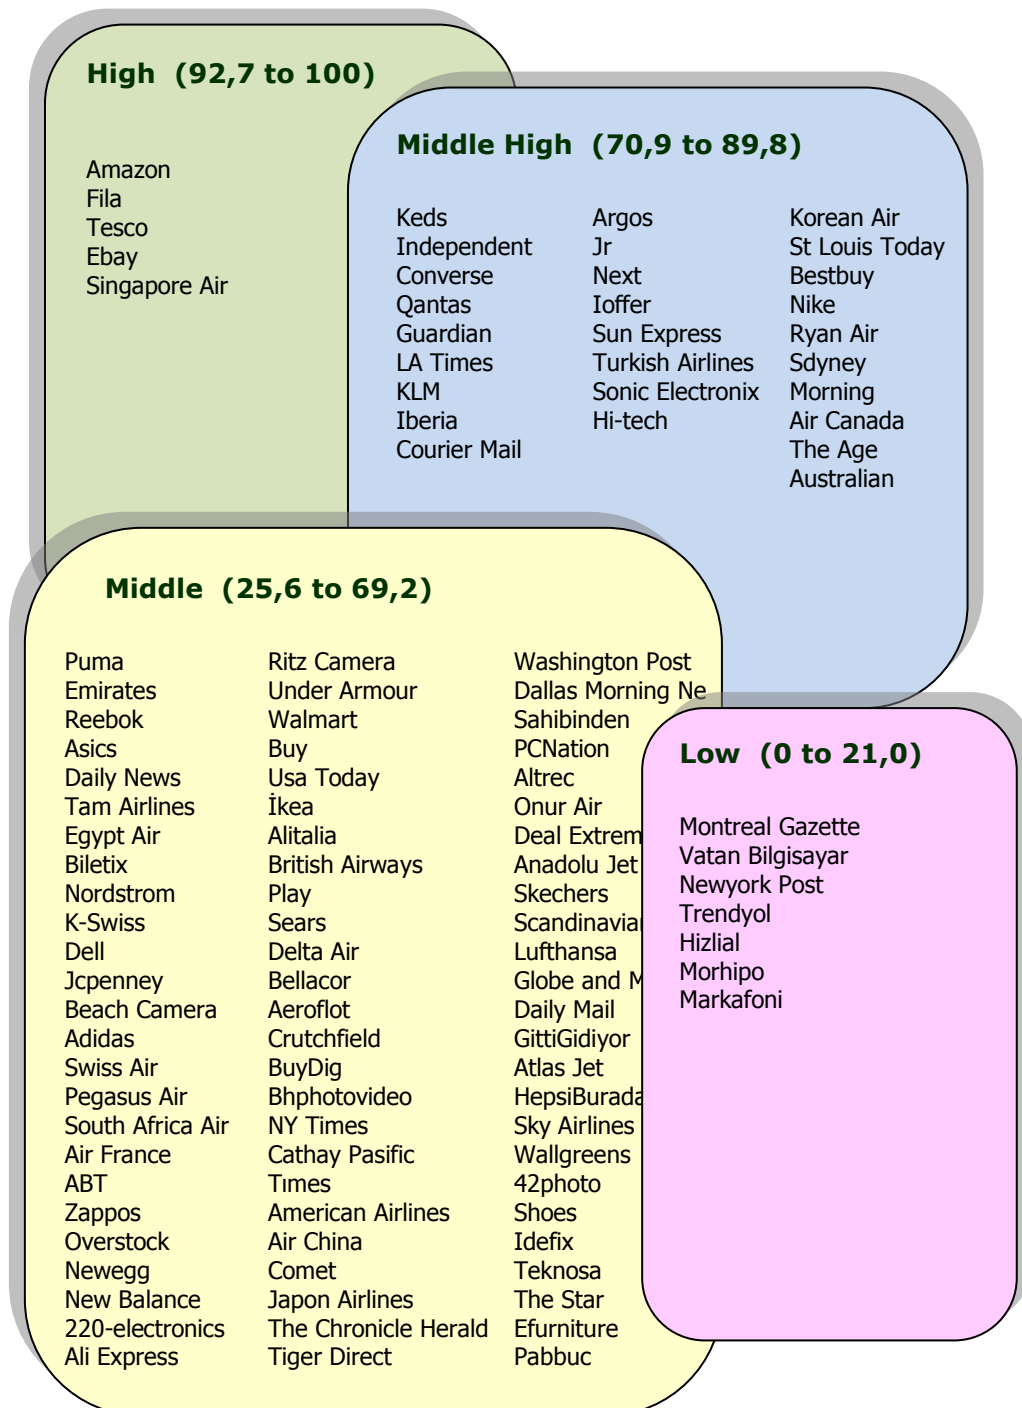 High (92,7 to 100)
Amazon
Fila
Tesco
Ebay
Singapore Air
Middle High (70,9 to 89,8)
Keds
Independent
Converse
Qantas
Guardian
LA Times
KLM
Iberia
Courier Mail
Argos
Jr
Next
Ioffer
Sun Express
Turkish Airlines
Sonic Electronix
Hi-tech
Korean Air
St Louis Today
Bestbuy
Nike
Ryan Air
Sdyney
Morning
Air Canada
The Age
Australian
Middle (25,6 to 69,2)
Puma
Emirates
Reebok
Asics
Daily News
Tam Airlines
Egypt Air
Biletix
Nordstrom
K-Swiss
Dell
Jcpenney
Beach Camera
Adidas
Swiss Air
Pegasus Air
South Africa Air
Air France
ABT
Zappos
Overstock
Newegg
New Balance
220-electronics
Ali Express
Ritz Camera
Under Armour
Walmart
Buy
Usa Today
İkea
Alitalia
British Airways
Play
Sears
Delta Air
Bellacor
Aeroflot
Crutchfield
BuyDig
Bhphotovideo
NY Times
Cathay Pasific
Tımes
American Airlines
Air China
Comet
Japon Airlines
The Chronicle Herald
Tiger Direct
Washington Post
Dallas Morning Ne
Sahibinden
PCNation
Altrec
Onur Air
Deal Extrem
Anadolu Jet
Skechers
Scandinavian
Lufthansa
Globe and M
Daily Mail
GittiGidiyor
Atlas Jet
HepsiBurada
Sky Airlines
Wallgreens
42photo
Shoes
Idefix
Teknosa
The Star
Efurniture
Pabbuc
Low (0 to 21,0)
Montreal Gazette
Vatan Bilgisayar
Newyork Post
Trendyol
Hizlial
Morhipo
Markafoni